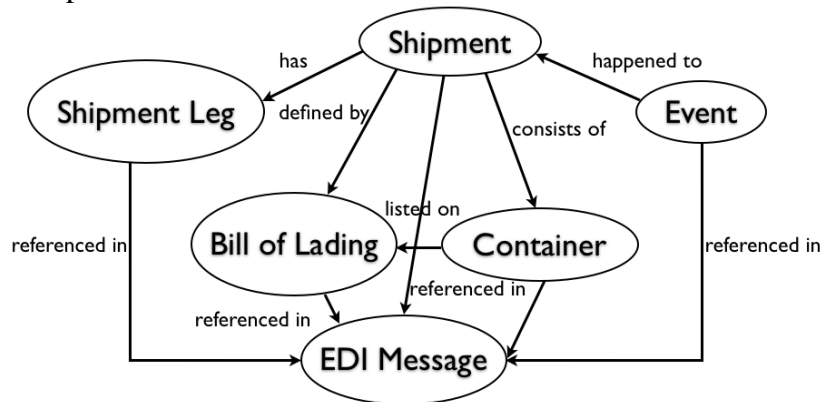 Shipment
has
happened to
Shipment Leg
defined by
Event
consists of
listed on
referenced in
Bill of Lading
Container
referenced in
referenced in
referenced in
EDI Message